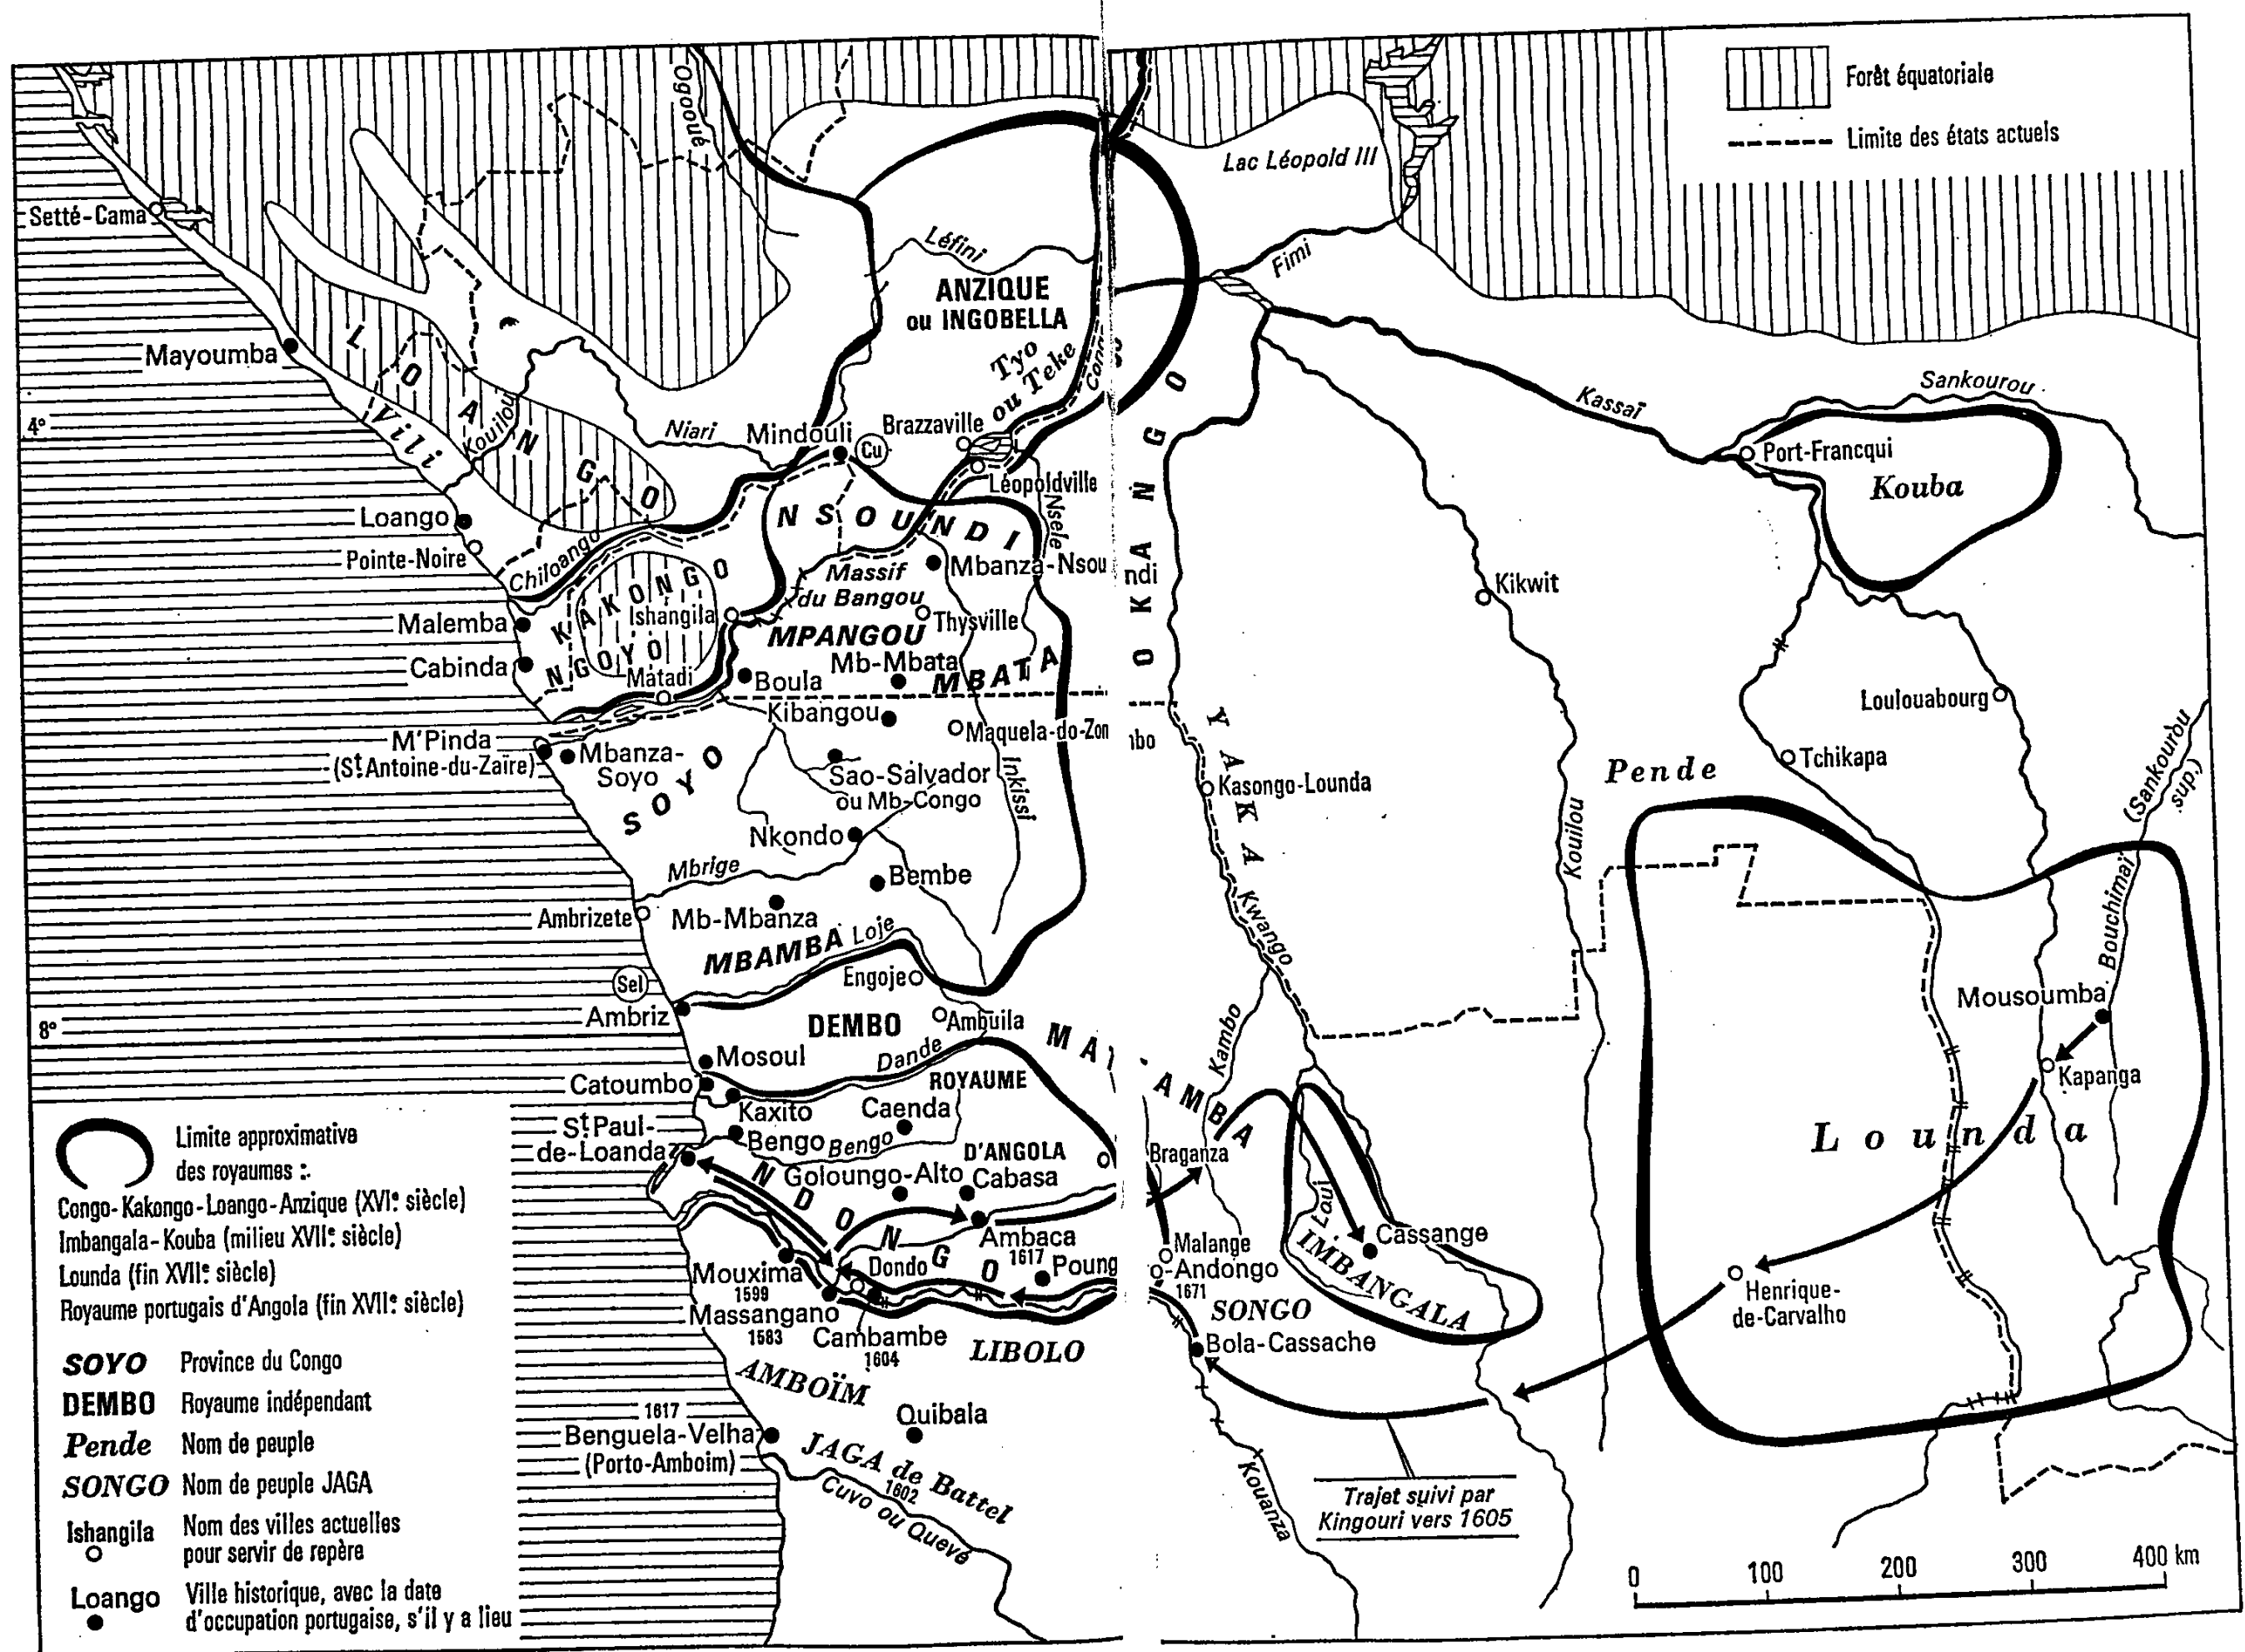 Forêt équatoriale
Limite des états actuels
Ogooué
Lac Léopold III
Setté-Cama
Léfini
Fimi
ANZIQUE
ou INGOBELLA
Tyo
ou Teke
Congo
Mayoumba
LOANGO
Vili
Kouilou
4°
Niari
Mindouli
Cu
Brazzaville
Léopoldville
Nsele
OKANGO
Kassaï
Sankourou
Port-Francqui
Kouba
Loango
Pointe-Noire
Chiloango
NSOUNDI
Massif
du Bangou
Mbanza-Nsoundi
Kikwit
KAKONGO
Ishangila
Thysville
Malemba
MPANGOU
Cabinda
NGOYO
Matadi
Boula
Mb-Mbata
MBATA
Loulouabourg
Kibangou
Maquela-do-Zombo
YAKA
M'Pinda
(St Antoine-du-Zaïre)
Mbanza-
Soyo
SOYO
Sao-Salvador
ou Mb-Congo
Inkissi
Kasongo-Lounda
Pende
Tchikapa
(Sankourou
sup.)
Nkondo
Kouilou
Mbrige
Bembe
Ambrizete
Mb-Mbanza
Kwango
Bouchimaï
MBAMBA
Loje
Engoje
Sel
Ambriz
Mousoumba
8°
DEMBO
Ambuila
MATAMBA
Kambo
Mosoul
Dande
Kapanga
Catoumbo
ROYAUME
Kaxito
Caenda
Lounda
St Paul-
de-Loanda
Bengo
Bengo
D'ANGOLA
Braganza
NDONGO
Goloungo-Alto
Cabasa
Loui
Ambaca
1617
Cassange
Malange
Poungo-Andongo
1671
IMBANGALA
Mouxima
1599
Dondo
Henrique-
de-Carvalho
Massangano
1583
Cambambe
1604
LIBOLO
SONGO
Bola-Cassache
AMBOÏM
1617
Benguela-Velha
(Porto-Amboim)
Quibala
JAGA de Battel
1602
Cuvo ou Quevé
Kouanza
Trajet suivi par
Kingouri vers 1605
Limite approximative
des royaumes :
Congo-Kakongo-Loango-Anzique (XVIe siècle)
Imbangala-Kouba (milieu XVIIe siècle)
Lounda (fin XVIIe siècle)
Royaume portugais d'Angola (fin XVIIe siècle)
SOYO Province du Congo
DEMBO Royaume indépendant
Pende Nom de peuple
SONGO Nom de peuple JAGA
Ishangila Nom des villes actuelles
pour servir de repère
Loango Ville historique, avec la date
d'occupation portugaise, s'il y a lieu
0 100 200 300 400 km